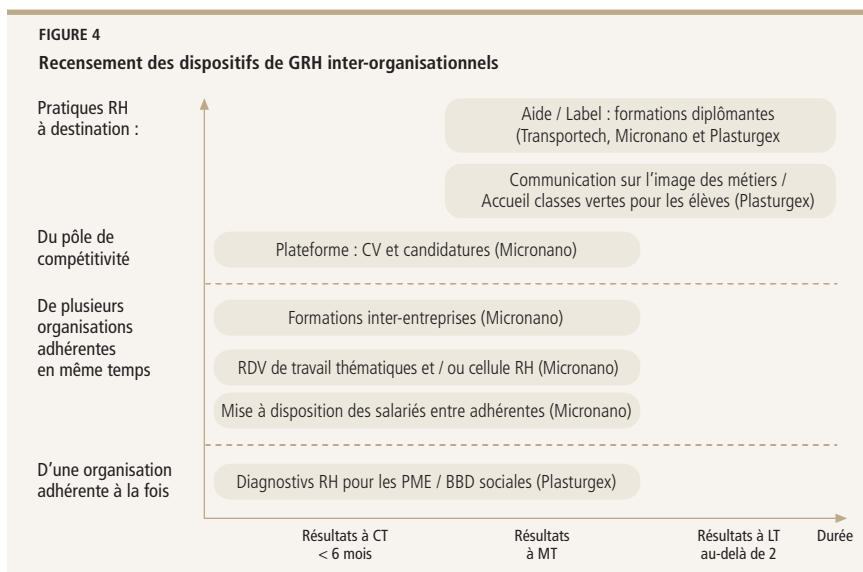 FIGURE 4
Recensement des dispositifs de GRH inter-organisationnels
Pratiques RH
à destination :
Aide / Label : formations diplômantes
(Transportech, Micronano et Plasturgex
Communication sur l'image des métiers /
Accueil classes vertes pour les élèves (Plasturgex)
Du pôle de
compétitivité
Plateforme : CV et candidatures (Micronano)
De plusieurs
organisations
adhérentes
en même temps
Formations inter-entreprises (Micronano)
RDV de travail thématiques et / ou cellule RH (Micronano)
Mise à disposition des salariés entre adhérentes (Micronano)
D'une organisation
adhérente à la fois
Diagnostivs RH pour les PME / BBD sociales (Plasturgex)
Résultats à CT
< 6 mois
Résultats
à MT
Résultats à LT
au-delà de 2
Durée